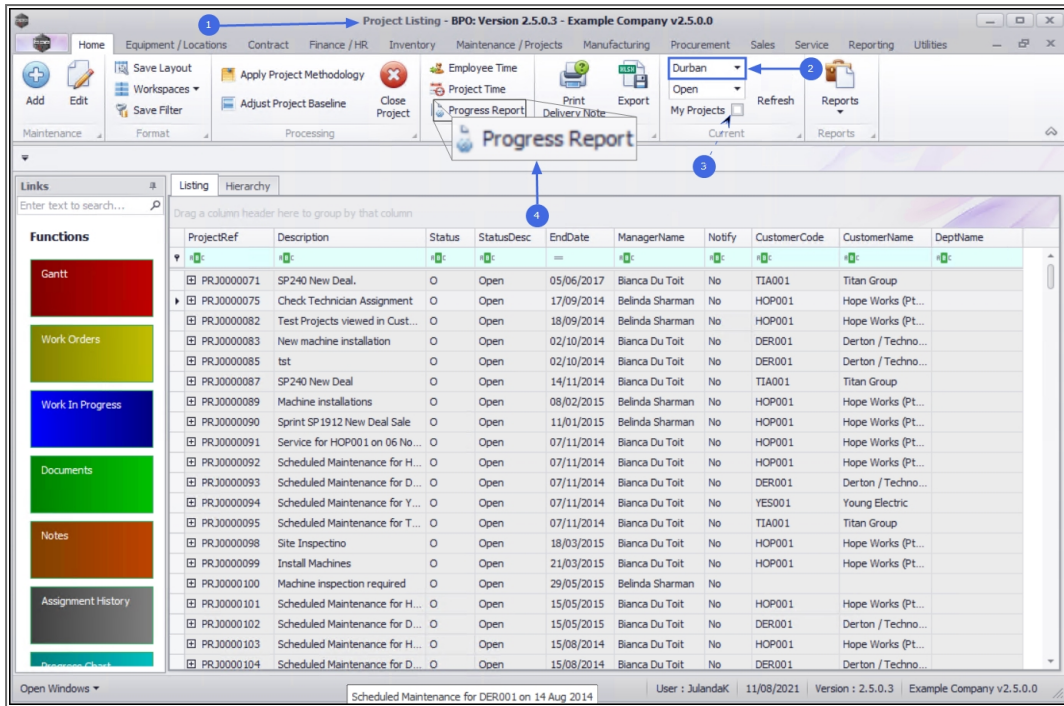 Project Listing - BPO: Version 2.5.0.3 - Example Company v2.5.0.0
1
Home Equipment / Locations Contract Finance / HR Inventory Maintenance / Projects Manufacturing Procurement Sales Service Reporting Utilities
Add
Edit
Maintenance
Save Layout
Workspaces
Save Filter
Format
Apply Project Methodology
Adjust Project Baseline
Close Project
Processing
Employee Time
Project Time
Progress Report
Print Delivery Note
Export
Durban
Open
My Projects
Refresh
Current
Reports
Reports
2
3
Progress Report
4
Links
Enter text to search...
Functions
Gantt
Work Orders
Work In Progress
Documents
Notes
Assignment History
Progress Chart
Listing Hierarchy
Drag a column header here to group by that column
ProjectRef Description Status StatusDesc EndDate ManagerName Notify CustomerCode CustomerName DeptName
PRJ0000071 SP240 New Deal. O Open 05/06/2017 Bianca Du Toit No TIA001 Titan Group
PRJ0000075 Check Technician Assignment O Open 17/09/2014 Belinda Sharman No HOP001 Hope Works (Pt...
PRJ0000082 Test Projects viewed in Cust... O Open 18/09/2014 Belinda Sharman No HOP001 Hope Works (Pt...
PRJ0000083 New machine installation O Open 02/10/2014 Bianca Du Toit No DER001 Derton / Techno...
PRJ0000085 tst O Open 02/10/2014 Bianca Du Toit No DER001 Derton / Techno...
PRJ0000087 SP240 New Deal O Open 14/11/2014 Bianca Du Toit No TIA001 Titan Group
PRJ0000089 Machine installations O Open 08/02/2015 Belinda Sharman No HOP001 Hope Works (Pt...
PRJ0000090 Sprint SP1912 New Deal Sale O Open 11/01/2015 Belinda Sharman No HOP001 Hope Works (Pt...
PRJ0000091 Service for HOP001 on 06 No... O Open 07/11/2014 Bianca Du Toit No HOP001 Hope Works (Pt...
PRJ0000092 Scheduled Maintenance for H... O Open 07/11/2014 Bianca Du Toit No HOP001 Hope Works (Pt...
PRJ0000093 Scheduled Maintenance for D... O Open 07/11/2014 Bianca Du Toit No DER001 Derton / Techno...
PRJ0000094 Scheduled Maintenance for Y... O Open 07/11/2014 Bianca Du Toit No YES001 Young Electric
PRJ0000095 Scheduled Maintenance for T... O Open 07/11/2014 Bianca Du Toit No TIA001 Titan Group
PRJ0000098 Site Inspectino O Open 18/03/2015 Bianca Du Toit No HOP001 Hope Works (Pt...
PRJ0000099 Install Machines O Open 21/03/2015 Bianca Du Toit No HOP001 Hope Works (Pt...
PRJ0000100 Machine inspection required O Open 29/05/2015 Belinda Sharman No
PRJ0000101 Scheduled Maintenance for H... O Open 15/05/2015 Bianca Du Toit No HOP001 Hope Works (Pt...
PRJ0000102 Scheduled Maintenance for D... O Open 15/05/2015 Bianca Du Toit No DER001 Derton / Techno...
PRJ0000103 Scheduled Maintenance for H... O Open 15/08/2014 Bianca Du Toit No HOP001 Hope Works (Pt...
PRJ0000104 Scheduled Maintenance for D... O Open 15/08/2014 Bianca Du Toit No DER001 Derton / Techno...
Open Windows
Scheduled Maintenance for DER001 on 14 Aug 2014
User : JulandaK 11/08/2021 Version : 2.5.0.3 Example Company v2.5.0.0